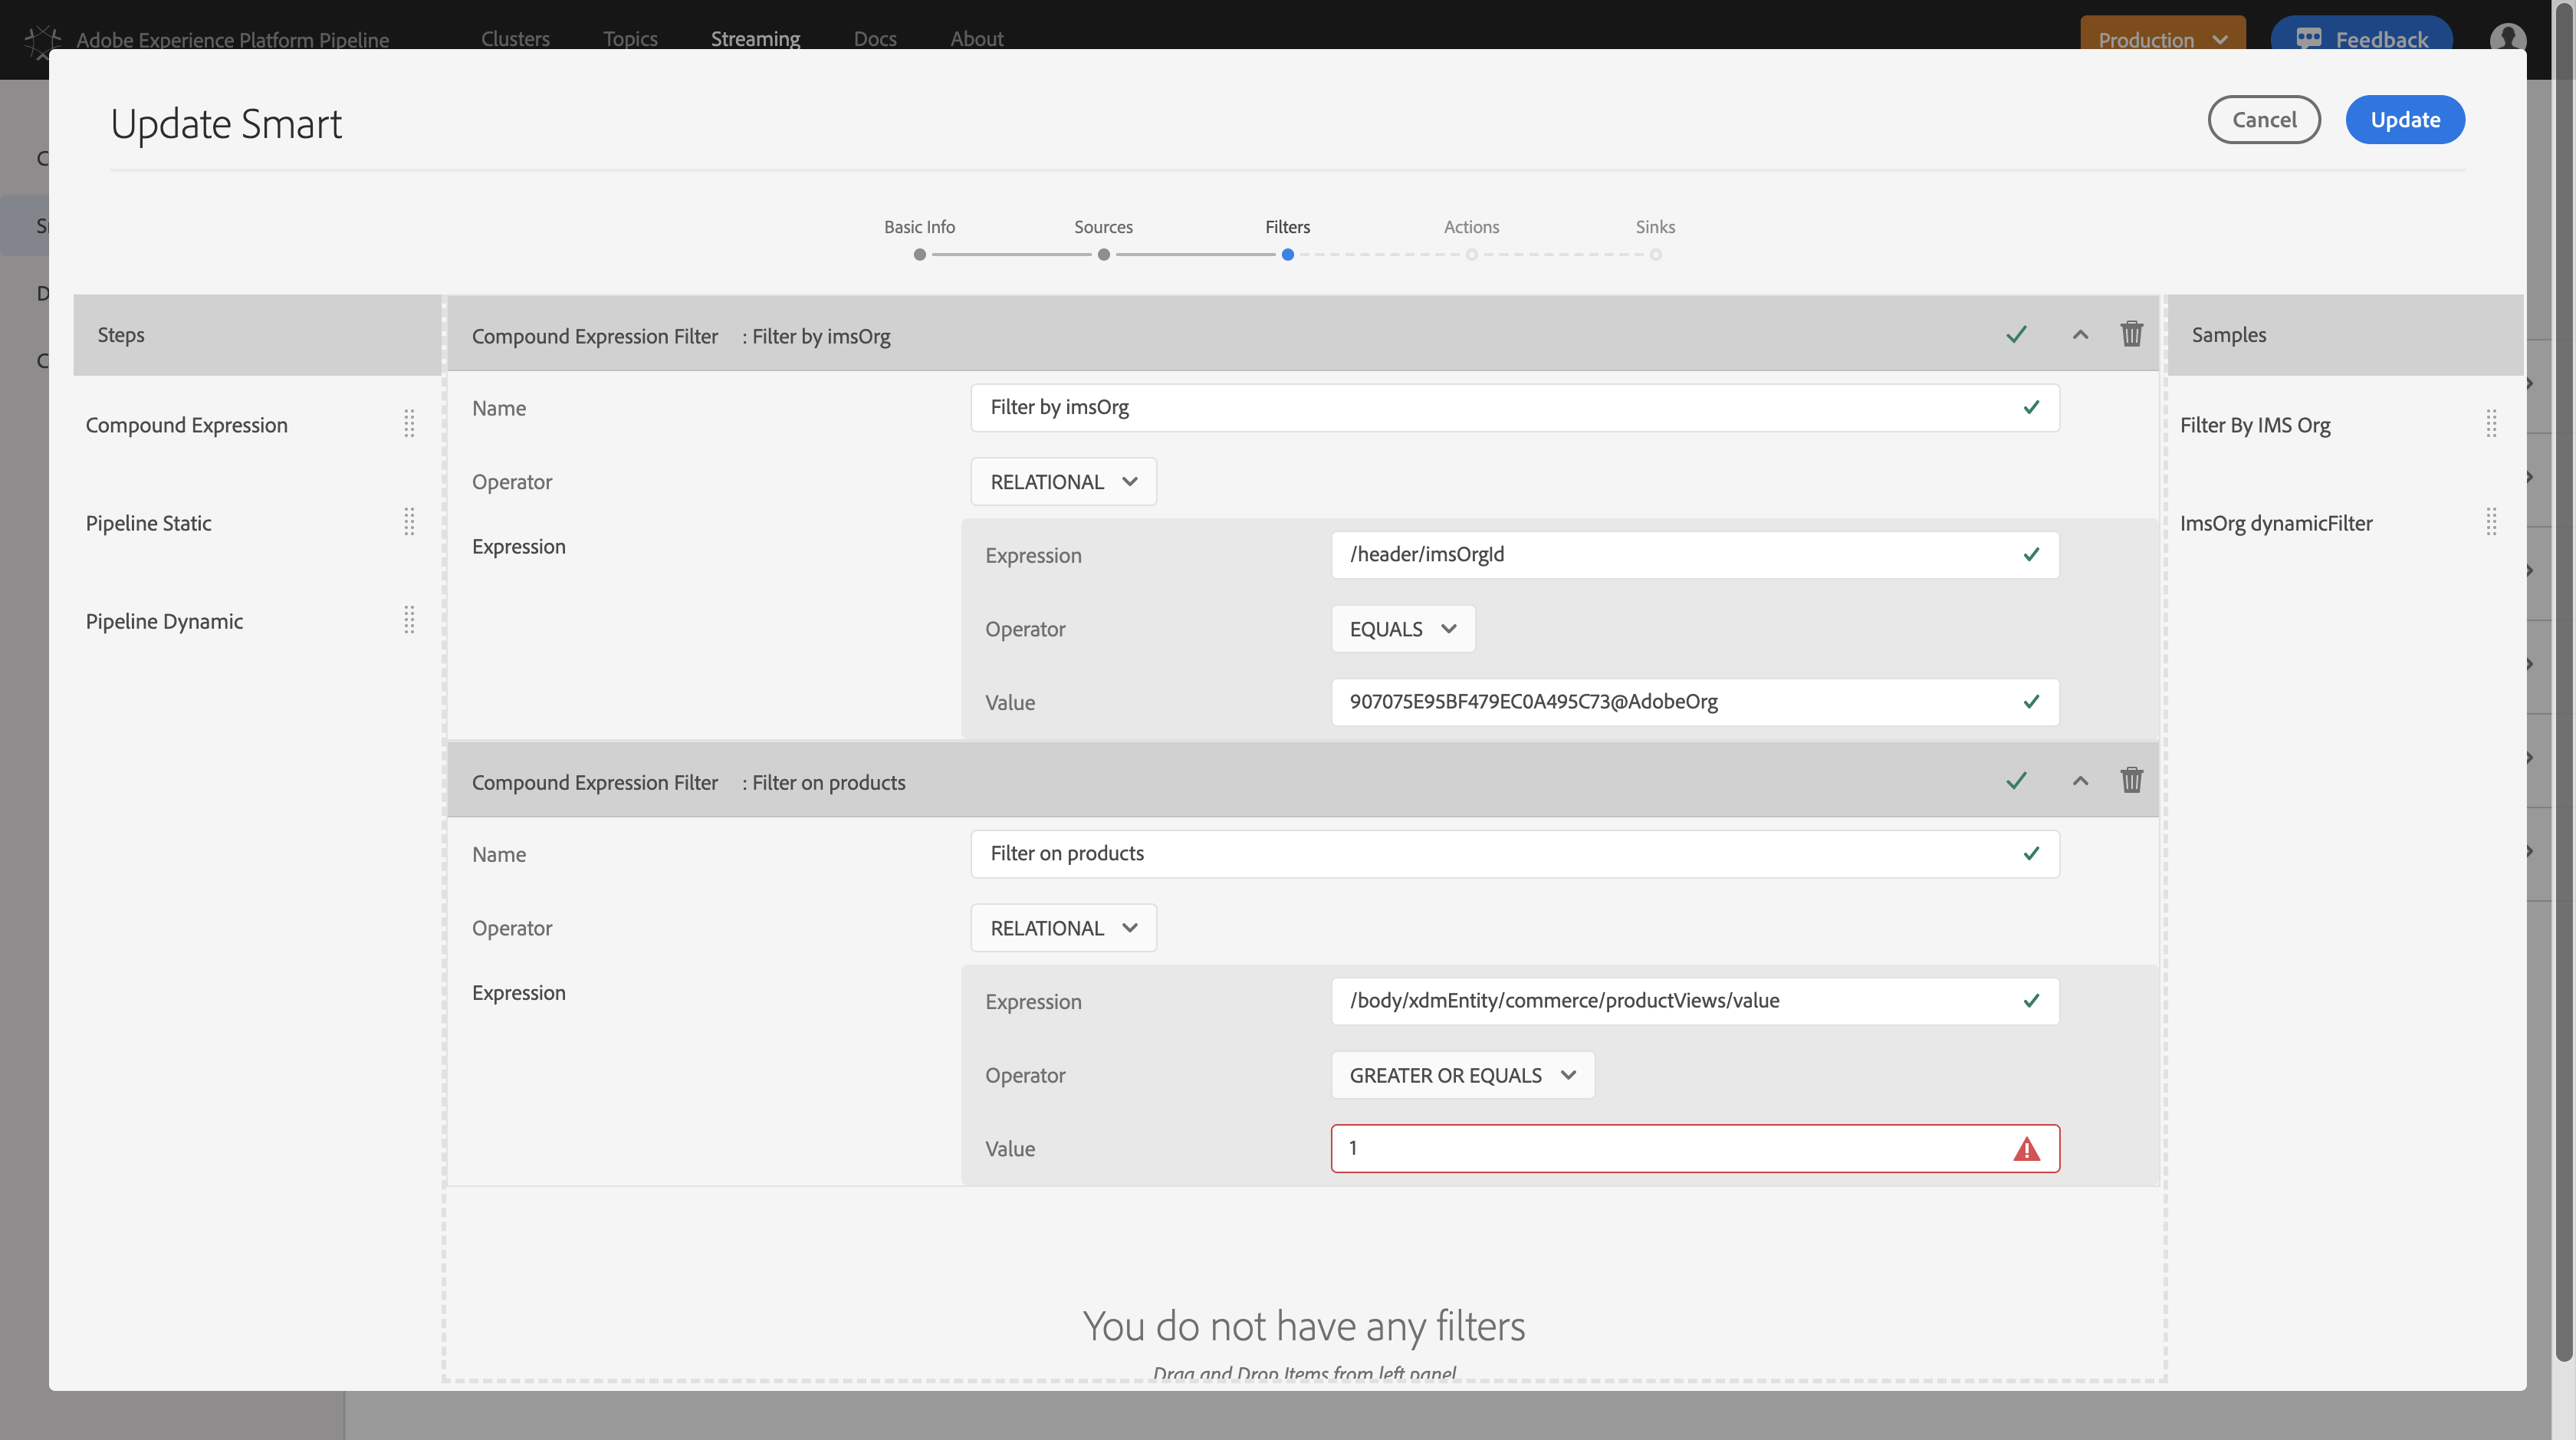 Adobe Experience Platform Pipeline Clusters Topics Streaming Docs About Production Feedback
Update Smart
Cancel Update
Basic Info Sources Filters Actions Sinks
Steps
Compound Expression
Pipeline Static
Pipeline Dynamic
Compound Expression Filter : Filter by imsOrg
Name Filter by imsOrg
Operator RELATIONAL
Expression
Expression /header/imsOrgId
Operator EQUALS
Value 907075E95BF479EC0A495C73@AdobeOrg
Compound Expression Filter : Filter on products
Name Filter on products
Operator RELATIONAL
Expression
Expression /body/xdmEntity/commerce/productViews/value
Operator GREATER OR EQUALS
Value 1
You do not have any filters
Drag and Drop Items from left panel
Samples
Filter By IMS Org
ImsOrg dynamicFilter